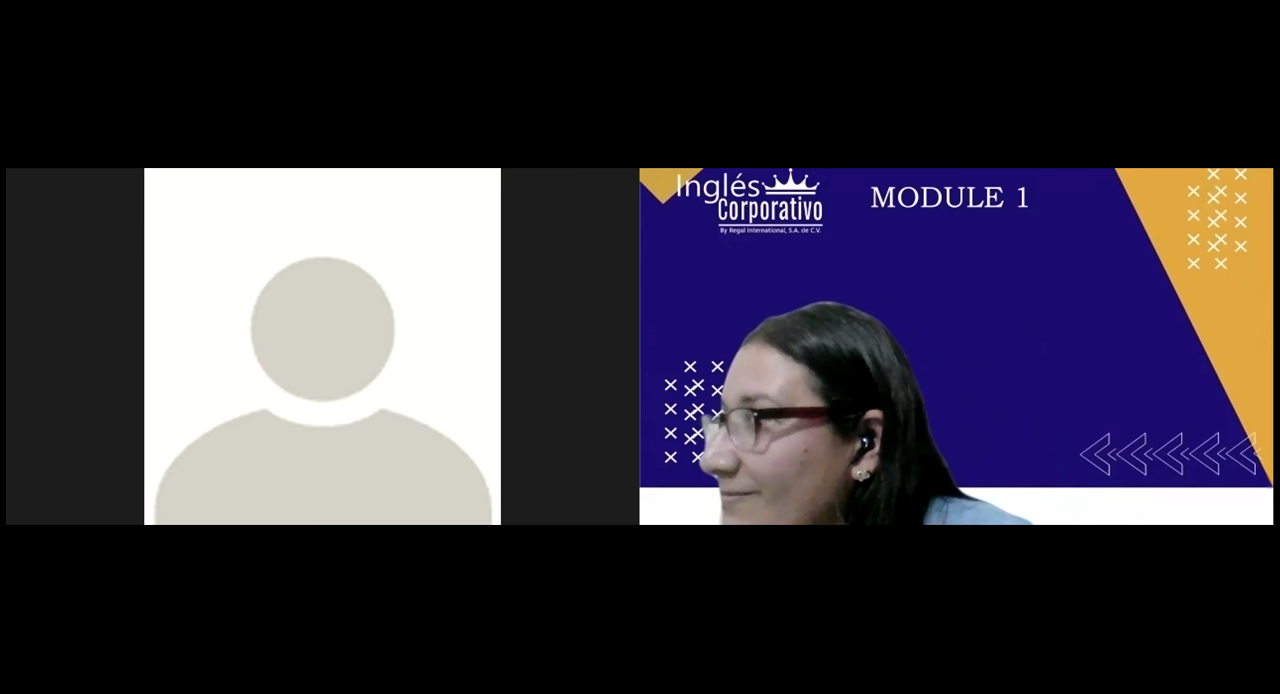 Inglés
Corporativo
By Regal International, S.A. de C.V.
MODULE 1